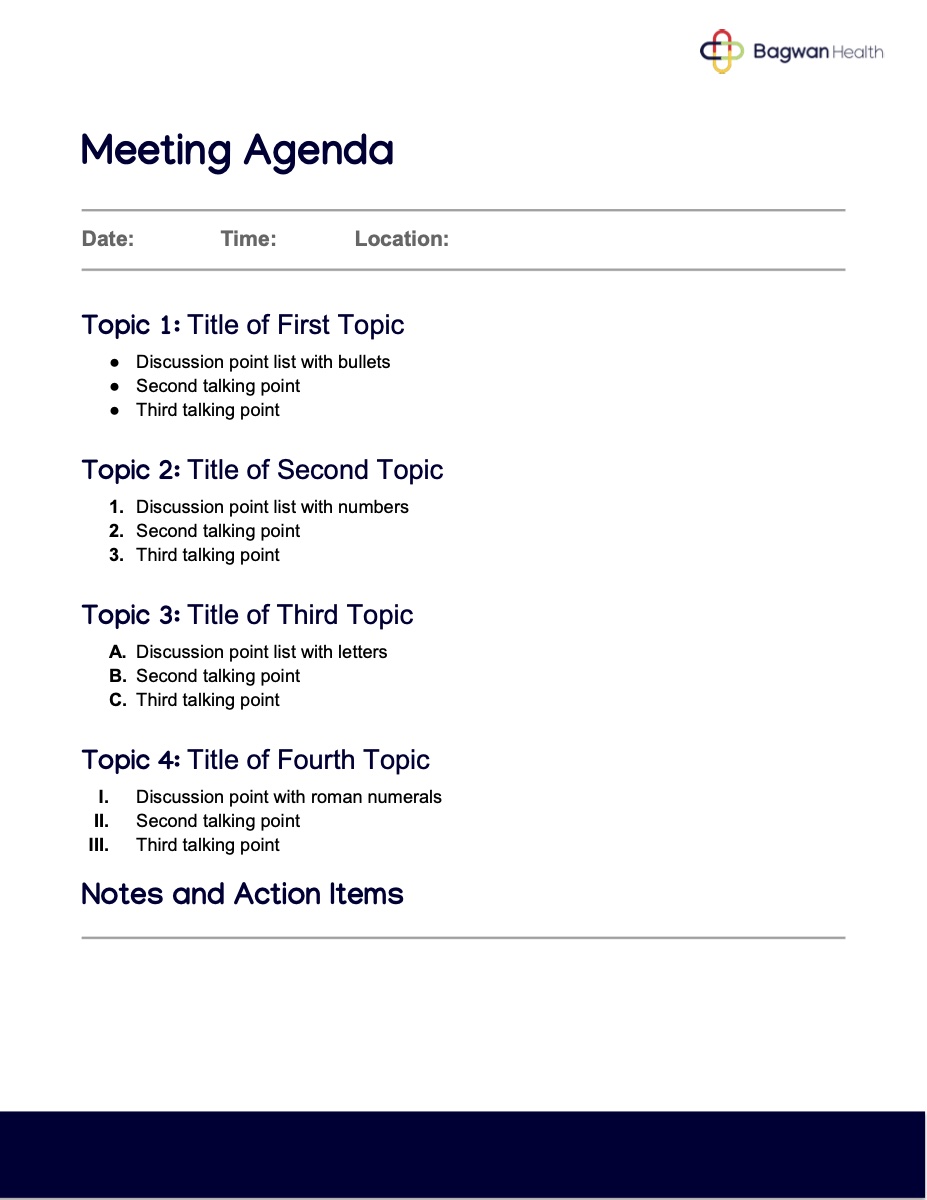 Bagwan Health
Meeting Agenda
Date: Time: Location:
Topic 1: Title of First Topic
● Discussion point list with bullets
● Second talking point
● Third talking point
Topic 2: Title of Second Topic
1. Discussion point list with numbers
2. Second talking point
3. Third talking point
Topic 3: Title of Third Topic
A. Discussion point list with letters
B. Second talking point
C. Third talking point
Topic 4: Title of Fourth Topic
I. Discussion point with roman numerals
II. Second talking point
III. Third talking point
Notes and Action Items